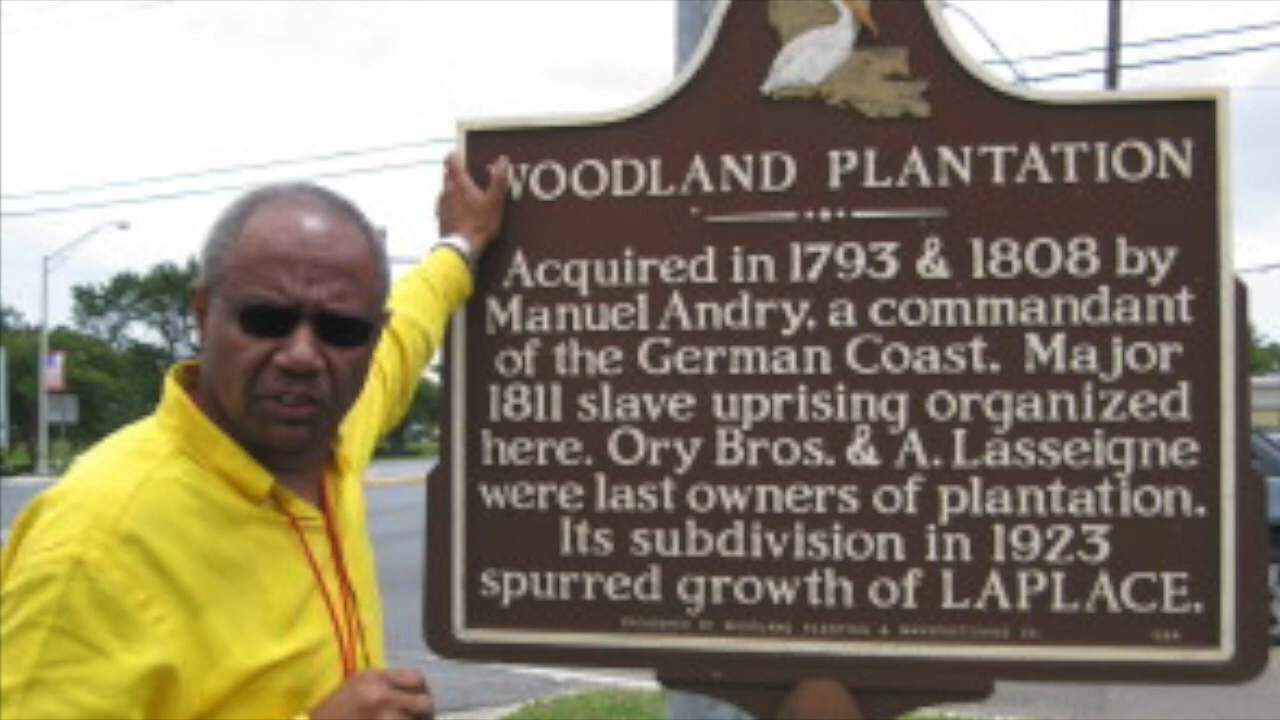 WOODLAND PLANTATION
Acquired in 1793 & 1808 by
Manuel Andry, a commandant
of the German Coast. Major
1811 slave uprising organized
here. Ory Bros. & A. Lasseigne
were last owners of plantation.
Its subdivision in 1923
spurred growth of LAPLACE.